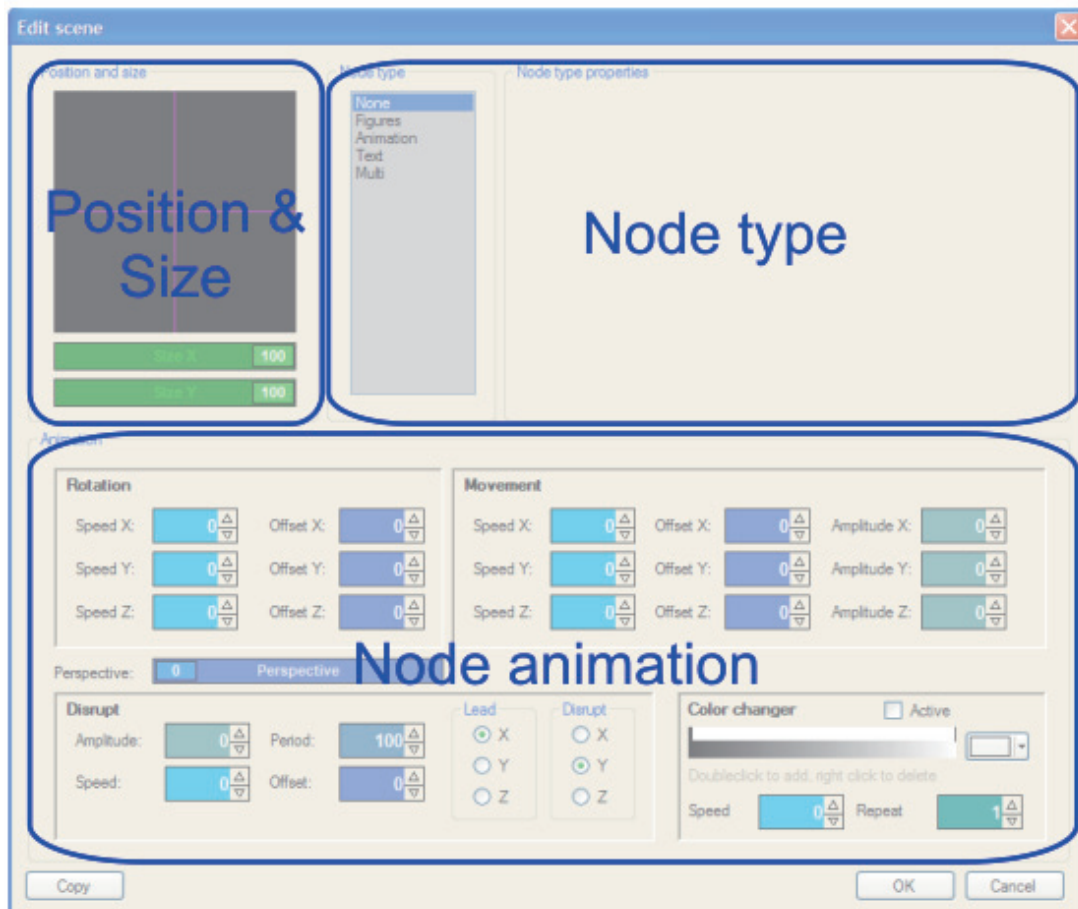 Edit scene
Position and size
Node type
Node type properties
None
Figures
Animation
Text
Multi
Position &
Size
Node type
Size X 100
Size Y 100
Animation
Rotation
Speed X: 0 Offset X: 0
Speed Y: 0 Offset Y: 0
Speed Z: 0 Offset Z: 0
Movement
Speed X: 0 Offset X: 0 Amplitude X: 0
Speed Y: 0 Offset Y: 0 Amplitude Y: 0
Speed Z: 0 Offset Z: 0 Amplitude Z: 0
Perspective: 0 Perspective
Node animation
Disrupt
Amplitude: 0 Period: 100
Speed: 0 Offset: 0
Lead
X
Y
Z
Disrupt
X
Y
Z
Color changer Active
Doubleclick to add, right click to delete
Speed 0 Repeat 1
Copy
OK
Cancel